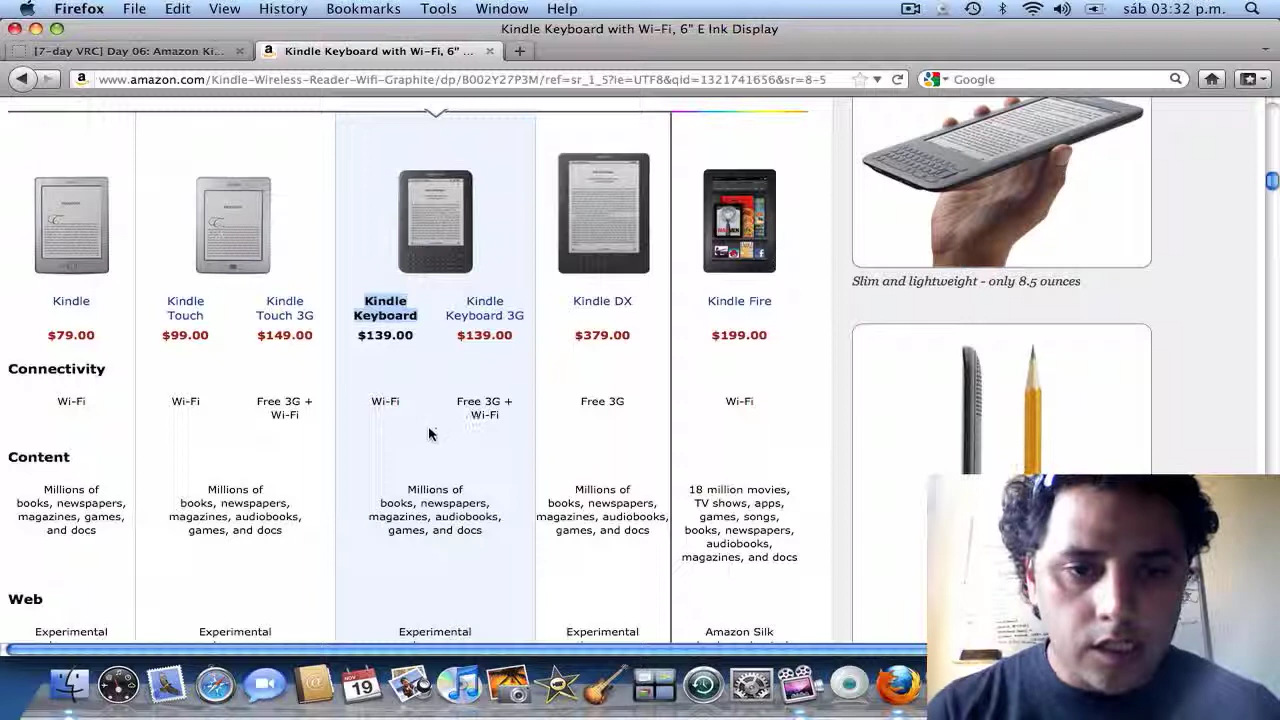 Firefox File Edit View History Bookmarks Tools Window Help sáb 03:32 p.m.
Kindle Keyboard with Wi-Fi, 6" E Ink Display
[7-day VRC] Day 06: Amazon Ki... Kindle Keyboard with Wi-Fi, 6" ...
www.amazon.com/Kindle-Wireless-Reader-Wifi-Graphite/dp/B002Y27P3M/ref=sr_1_5?ie=UTF8&qid=1321741656&sr=8-5 Google
Kindle Kindle Touch Kindle Touch 3G Kindle Keyboard Kindle Keyboard 3G Kindle DX Kindle Fire
$79.00 $99.00 $149.00 $139.00 $139.00 $379.00 $199.00
Slim and lightweight - only 8.5 ounces
Connectivity
Wi-Fi Wi-Fi Free 3G + Wi-Fi Wi-Fi Free 3G + Wi-Fi Free 3G Wi-Fi
Content
Millions of books, newspapers, magazines, games, and docs
Millions of books, newspapers, magazines, audiobooks, games, and docs
Millions of books, newspapers, magazines, audiobooks, games, and docs
Millions of books, newspapers, magazines, audiobooks, games, and docs
18 million movies, TV shows, apps, games, songs, books, newspapers, audiobooks, magazines, and docs
Web
Experimental Experimental Experimental Experimental Amazon Silk
NOV
19